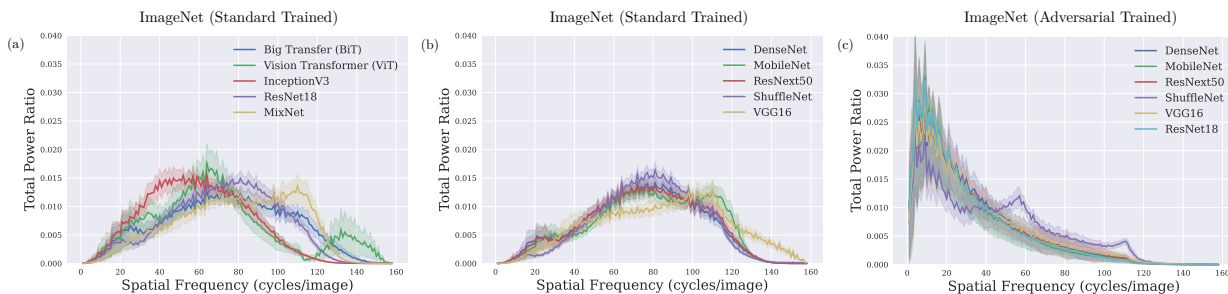 ImageNet (Standard Trained)
(a)
Total Power Ratio
0.040
0.035
0.030
0.025
0.020
0.015
0.010
0.005
0.000
Big Transfer (BiT)
Vision Transformer (ViT)
InceptionV3
ResNet18
MixNet
0 20 40 60 80 100 120 140 160
Spatial Frequency (cycles/image)
ImageNet (Standard Trained)
(b)
Total Power Ratio
0.040
0.035
0.030
0.025
0.020
0.015
0.010
0.005
0.000
DenseNet
MobileNet
ResNext50
ShuffleNet
VGG16
0 20 40 60 80 100 120 140 160
Spatial Frequency (cycles/image)
ImageNet (Adversarial Trained)
(c)
Total Power Ratio
0.040
0.035
0.030
0.025
0.020
0.015
0.010
0.005
0.000
DenseNet
MobileNet
ResNext50
ShuffleNet
VGG16
ResNet18
0 20 40 60 80 100 120 140 160
Spatial Frequency (cycles/image)